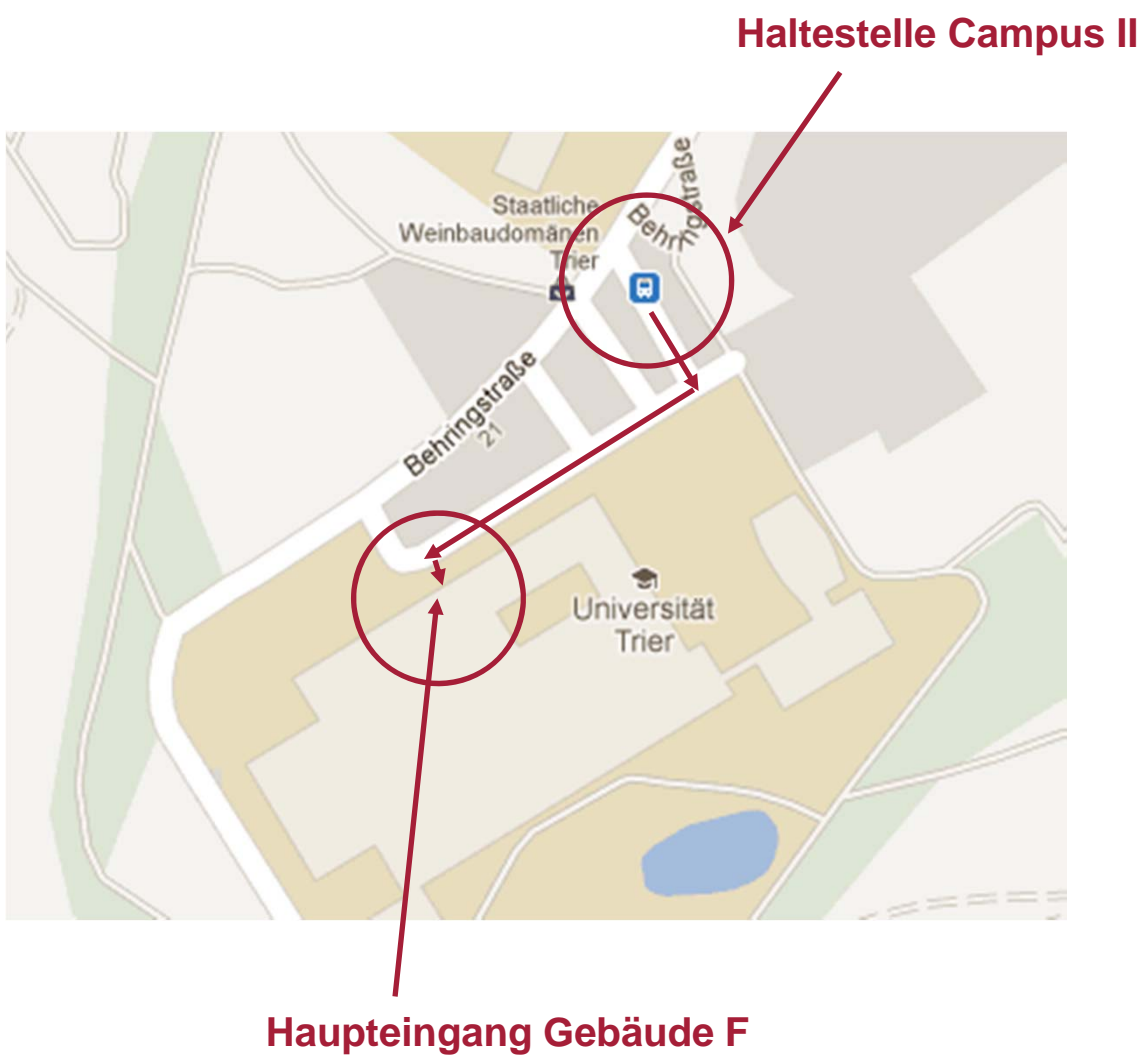 Haltestelle Campus II
Behringstraße
Staatliche
Weinbaudomänen
Trier
Behringstraße
21
Universität
Trier
Haupteingang Gebäude F